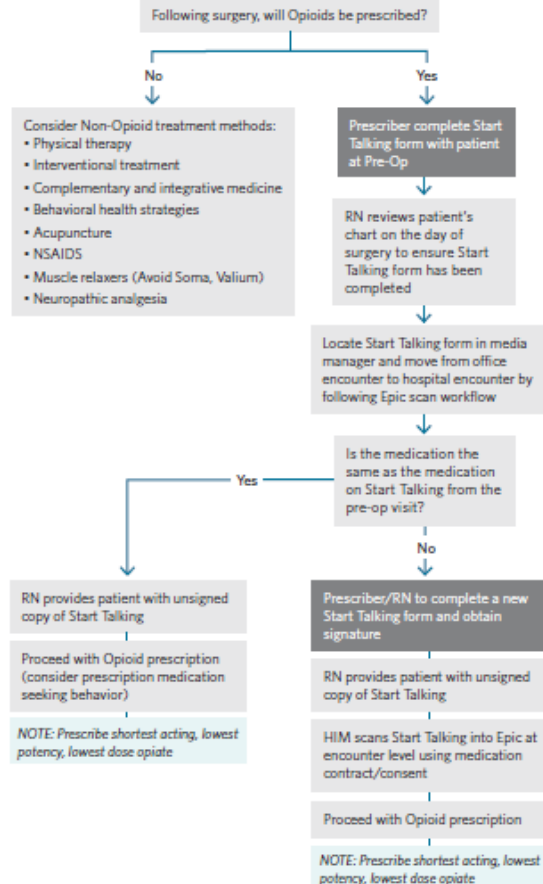 Following surgery, will Opioids be prescribed?
No
Yes
Consider Non-Opioid treatment methods:
• Physical therapy
• Interventional treatment
• Complementary and integrative medicine
• Behavioral health strategies
• Acupuncture
• NSAIDS
• Muscle relaxers (Avoid Soma, Valium)
• Neuropathic analgesia
Prescriber complete Start
Talking form with patient
at Pre-Op
RN reviews patient's
chart on the day of
surgery to ensure Start
Talking form has been
completed
Locate Start Talking form in media
manager and move from office
encounter to hospital encounter by
following Epic scan workflow
Is the medication the
same as the medication
on Start Talking from the
pre-op visit?
Yes
No
RN provides patient with unsigned
copy of Start Talking
Proceed with Opioid prescription
(consider prescription medication
seeking behavior)
NOTE: Prescribe shortest acting, lowest
potency, lowest dose opiate
Prescriber/RN to complete a new
Start Talking form and obtain
signature
RN provides patient with unsigned
copy of Start Talking
HIM scans Start Talking into Epic at
encounter level using medication
contract/consent
Proceed with Opioid prescription
NOTE: Prescribe shortest acting, lowest
potency, lowest dose opiate